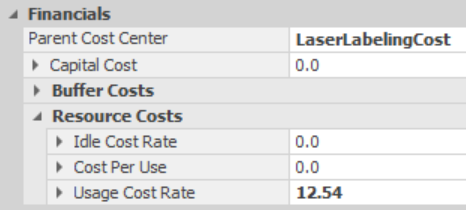 Financials
Parent Cost Center LaserLabelingCost
Capital Cost 0.0
Buffer Costs
Resource Costs
Idle Cost Rate 0.0
Cost Per Use 0.0
Usage Cost Rate 12.54